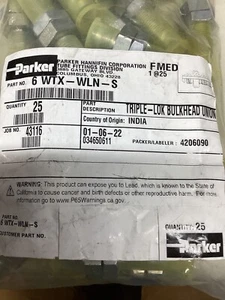 Parker
PARKER HANNIFIN CORPORATION
TUBE FITTINGS DIVISION
3885 GATEWAY BLVD
COLUMBUS, OHIO 43228
FMED
1@25
PART NO. 6 WTX-WLN-S
QUANTITY 25
TRIPLE-LOK BULKHEAD UNION
Country of Origin: INDIA
JOB NO. 43116
01-06-22
034650611
PACKER/LABELER: 4206090
WARNING: This product can expose you to Lead, which is known to the State of
California to cause cancer and birth defects or other reproductive harm. For more
information, go to www.P65Warnings.ca.gov.
PART NO.
6 WTX-WLN-S
QUANTITY: 25
CUSTOMER PART NO.
Parker